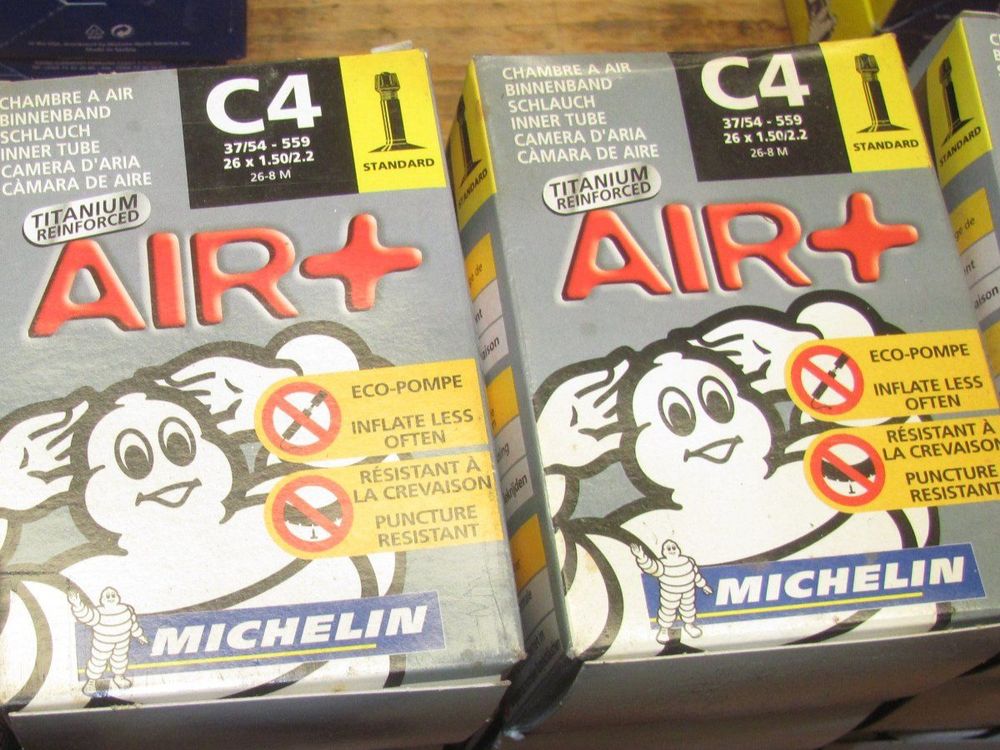 CHAMBRE A AIR
BINNENBAND
SCHLAUCH
INNER TUBE
CAMERA D'ARIA
CÀMARA DE AIRE
C4
37/54 - 559
26 x 1.50/2.2
26-8 M
STANDARD
TITANIUM
REINFORCED
AIR+
ECO-POMPE
INFLATE LESS
OFTEN
RÉSISTANT À
LA CREVAISON
PUNCTURE
RESISTANT
MICHELIN
STANDARD
CHAMBRE A AIR
BINNENBAND
SCHLAUCH
INNER TUBE
CAMERA D'ARIA
CÀMARA DE AIRE
C4
37/54 - 559
26 x 1.50/2.2
26-8 M
STANDARD
TITANIUM
REINFORCED
AIR+
ECO-POMPE
INFLATE LESS
OFTEN
RÉSISTANT À
LA CREVAISON
PUNCTURE
RESISTANT
MICHELIN
STANDARD